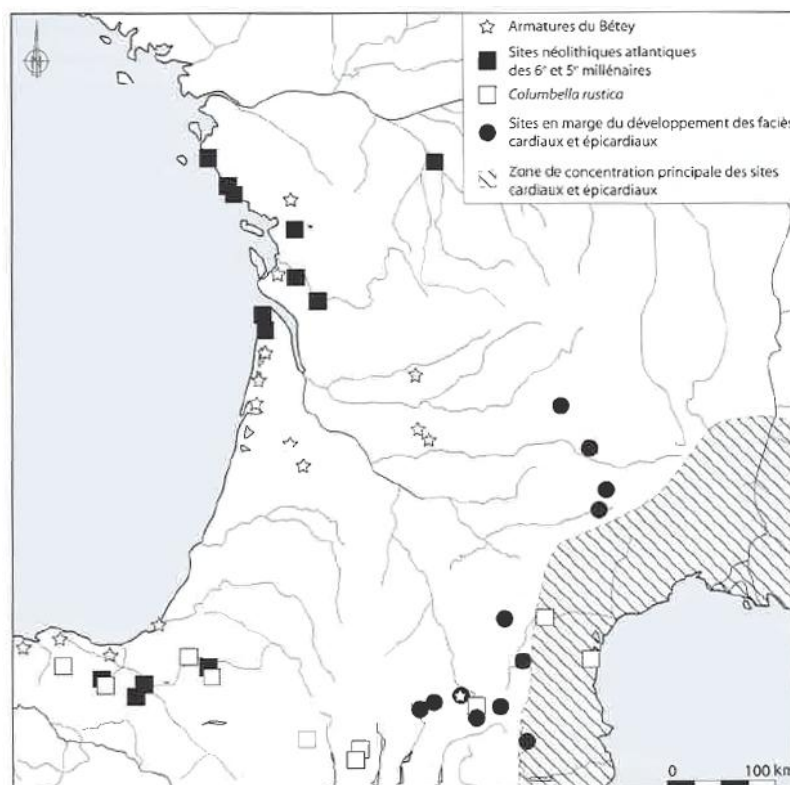 N
Armatures du Bétey
Sites néolithiques atlantiques
des 6e et 5e millénaires
Columbella rustica
Sites en marge du développement des faciès
cardiaux et épicardiaux
Zone de concentration principale des sites
cardiaux et épicardiaux
0 100 km